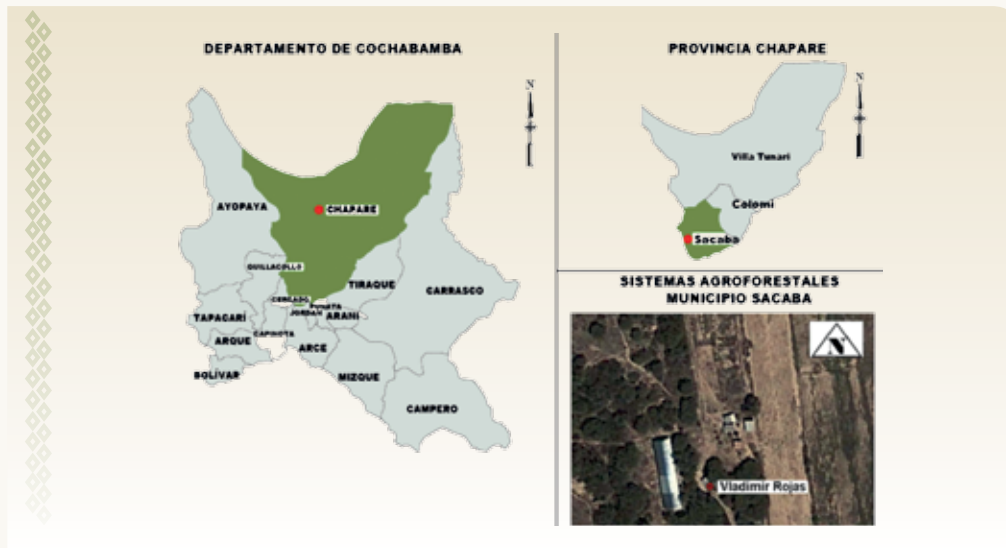 DEPARTAMENTO DE COCHABAMBA
N
AYOPAYA
CHAPARE
QUILLACOLLO
CERCADO
PUNATA
JORDAN
TIRAQUE
CARRASCO
TAPACARÍ
ARANI
CAPINOTA
ARQUE
ARCE
BOLÍVAR
MIZQUE
CAMPERO
PROVINCIA CHAPARE
N
Villa Tunari
Colomi
Sacaba
SISTEMAS AGROFORESTALES
MUNICIPIO SACABA
N
Vladimir Rojas